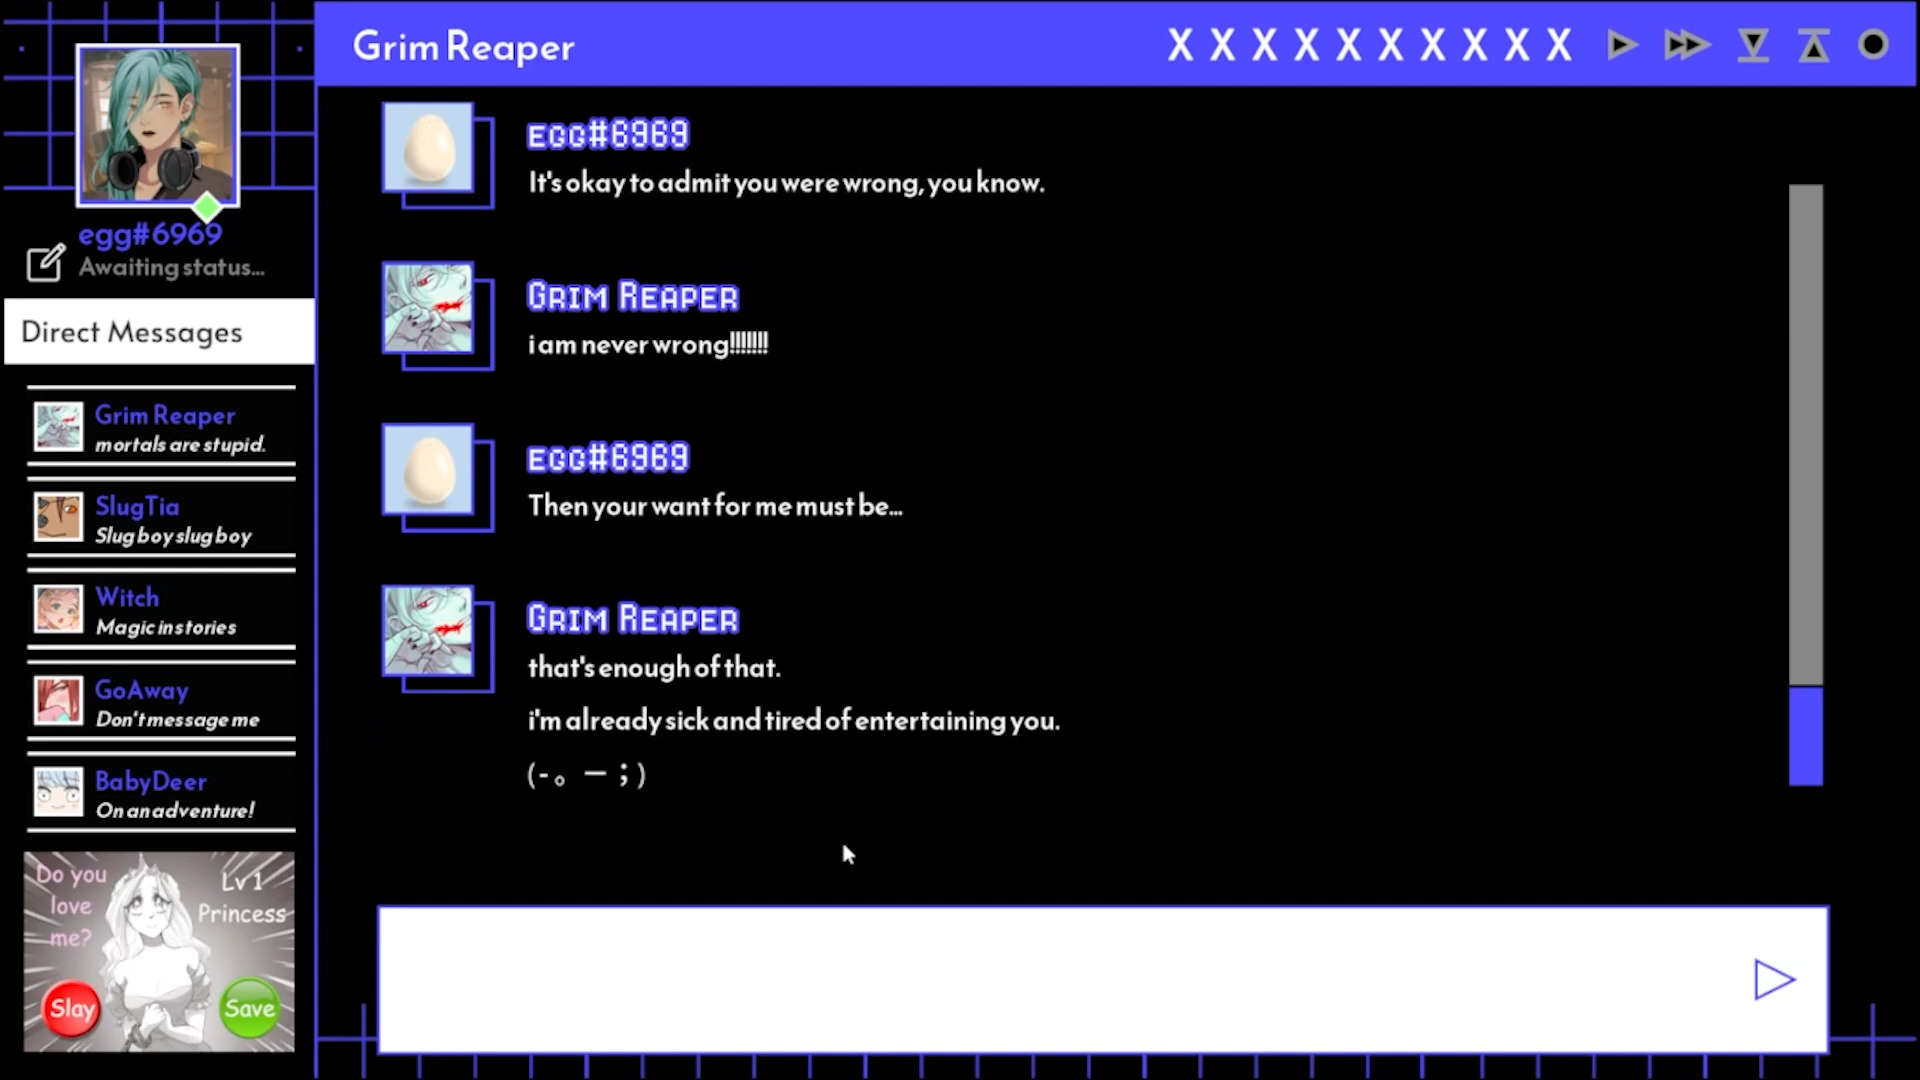 Grim Reaper
X X X X X X X X X X
egg#6969
Awaiting status...
Direct Messages
Grim Reaper
mortals are stupid.
SlugTia
Slug boy slug boy
Witch
Magic in stories
GoAway
Don't message me
BabyDeer
On an adventure!
Do you
love
me?
Lv 1
Princess
Slay
Save
egg#6969
It's okay to admit you were wrong, you know.
Grim Reaper
i am never wrong!!!!!!!
egg#6969
Then your want for me must be...
Grim Reaper
that's enough of that.
i'm already sick and tired of entertaining you.
(-。ー;)